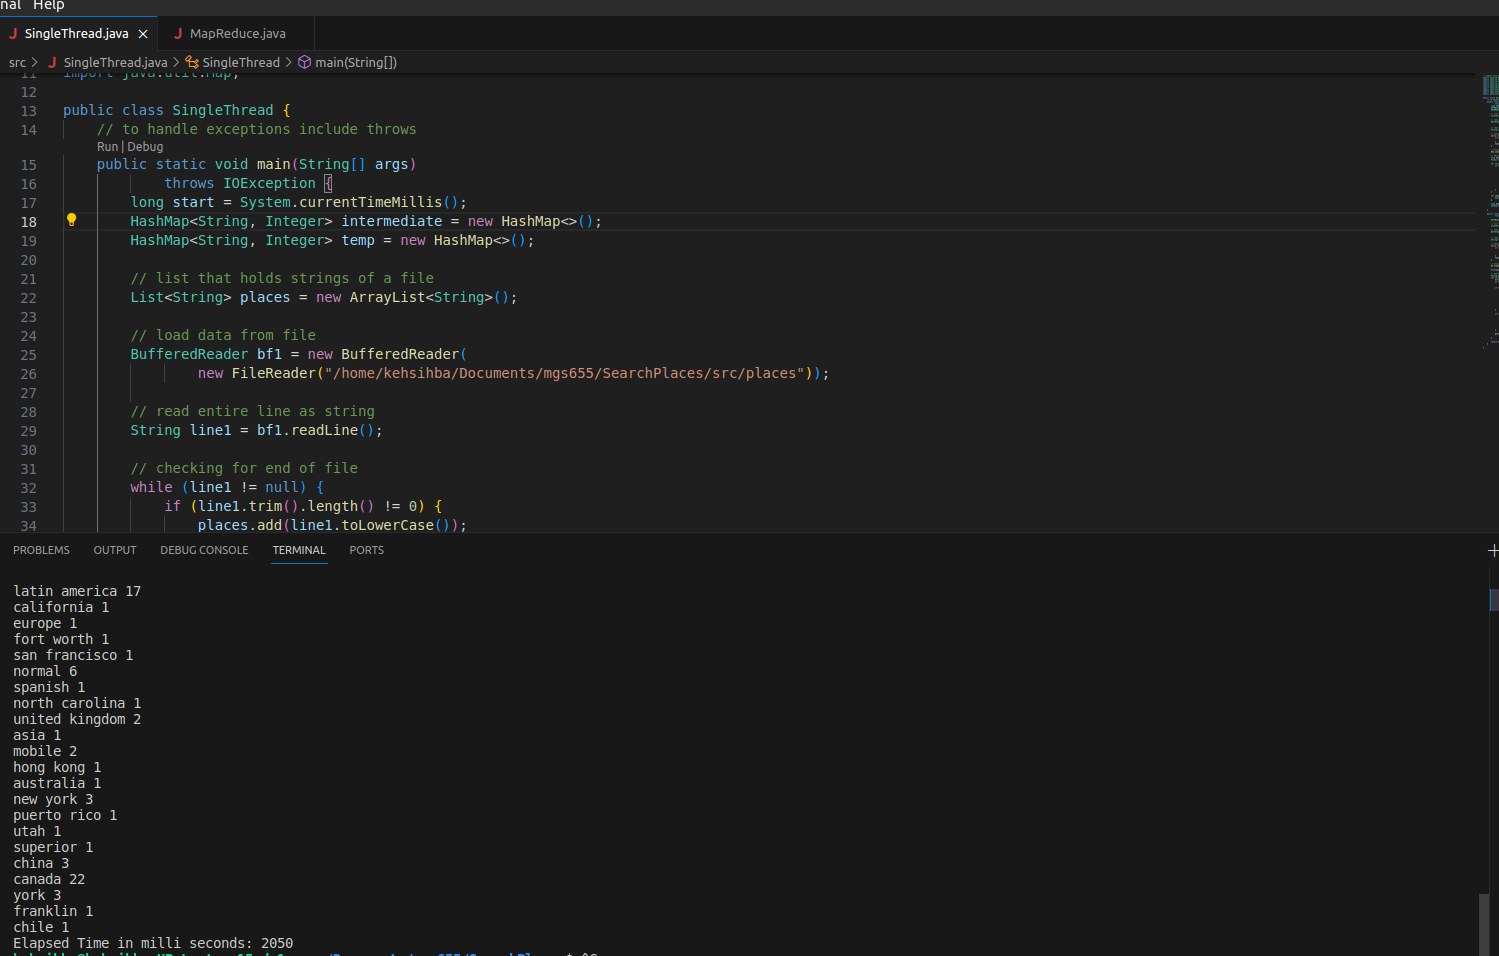 nal Help
SingleThread.java MapReduce.java
src > SingleThread.java > SingleThread > main(String[])
11 import java.util.Map;
12
13 public class SingleThread {
14 // to handle exceptions include throws
Run | Debug
15 public static void main(String[] args)
16 throws IOException {
17 long start = System.currentTimeMillis();
18 HashMap<String, Integer> intermediate = new HashMap<>();
19 HashMap<String, Integer> temp = new HashMap<>();
20
21 // list that holds strings of a file
22 List<String> places = new ArrayList<String>();
23
24 // load data from file
25 BufferedReader bf1 = new BufferedReader(
26 new FileReader("/home/kehsihba/Documents/mgs655/SearchPlaces/src/places"));
27
28 // read entire line as string
29 String line1 = bf1.readLine();
30
31 // checking for end of file
32 while (line1 != null) {
33 if (line1.trim().length() != 0) {
34 places.add(line1.toLowerCase());
PROBLEMS OUTPUT DEBUG CONSOLE TERMINAL PORTS
latin america 17
california 1
europe 1
fort worth 1
san francisco 1
normal 6
spanish 1
north carolina 1
united kingdom 2
asia 1
mobile 2
hong kong 1
australia 1
new york 3
puerto rico 1
utah 1
superior 1
china 3
canada 22
york 3
franklin 1
chile 1
Elapsed Time in milli seconds: 2050